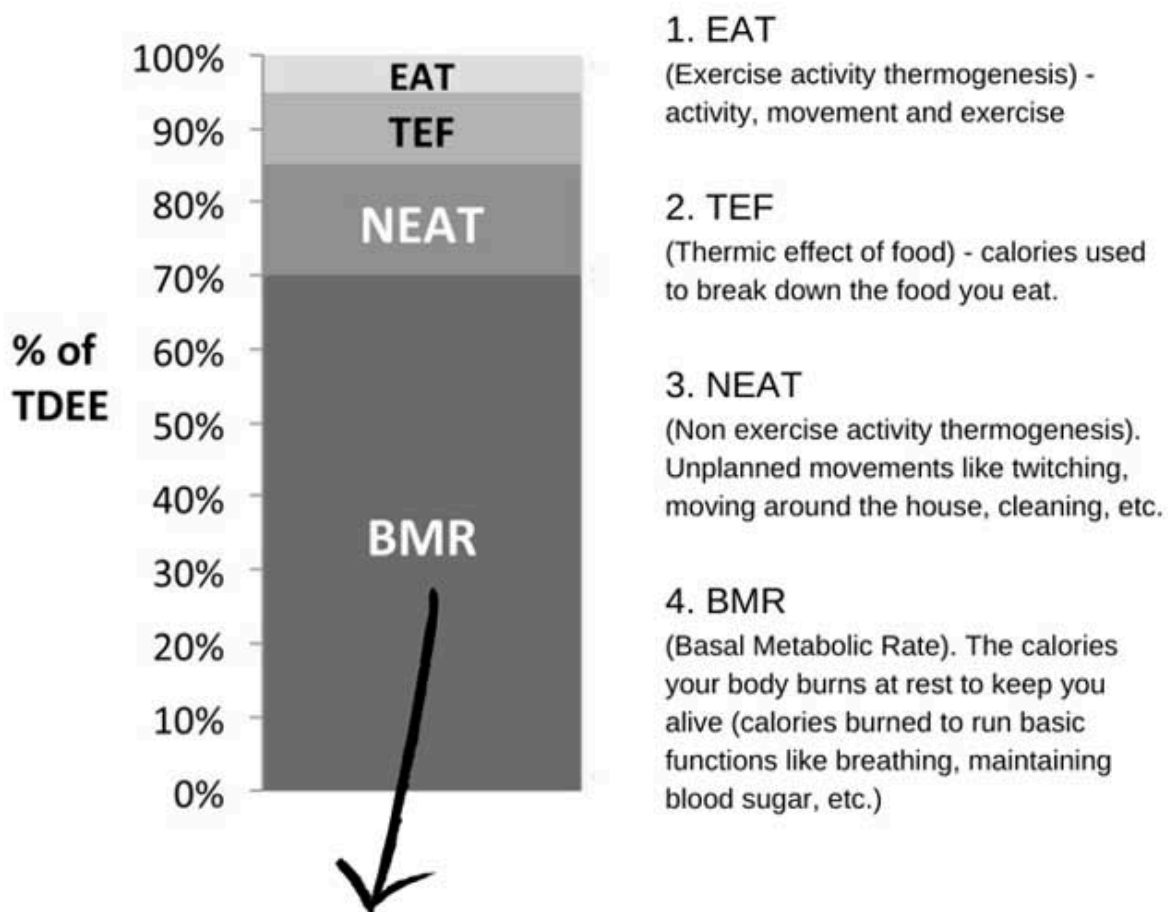 100%
90%
80%
70%
60%
50%
40%
30%
20%
10%
0%
% of
TDEE
EAT
TEF
NEAT
BMR
1. EAT
(Exercise activity thermogenesis) -
activity, movement and exercise
2. TEF
(Thermic effect of food) - calories used
to break down the food you eat.
3. NEAT
(Non exercise activity thermogenesis).
Unplanned movements like twitching,
moving around the house, cleaning, etc.
4. BMR
(Basal Metabolic Rate). The calories
your body burns at rest to keep you
alive (calories burned to run basic
functions like breathing, maintaining
blood sugar, etc.)